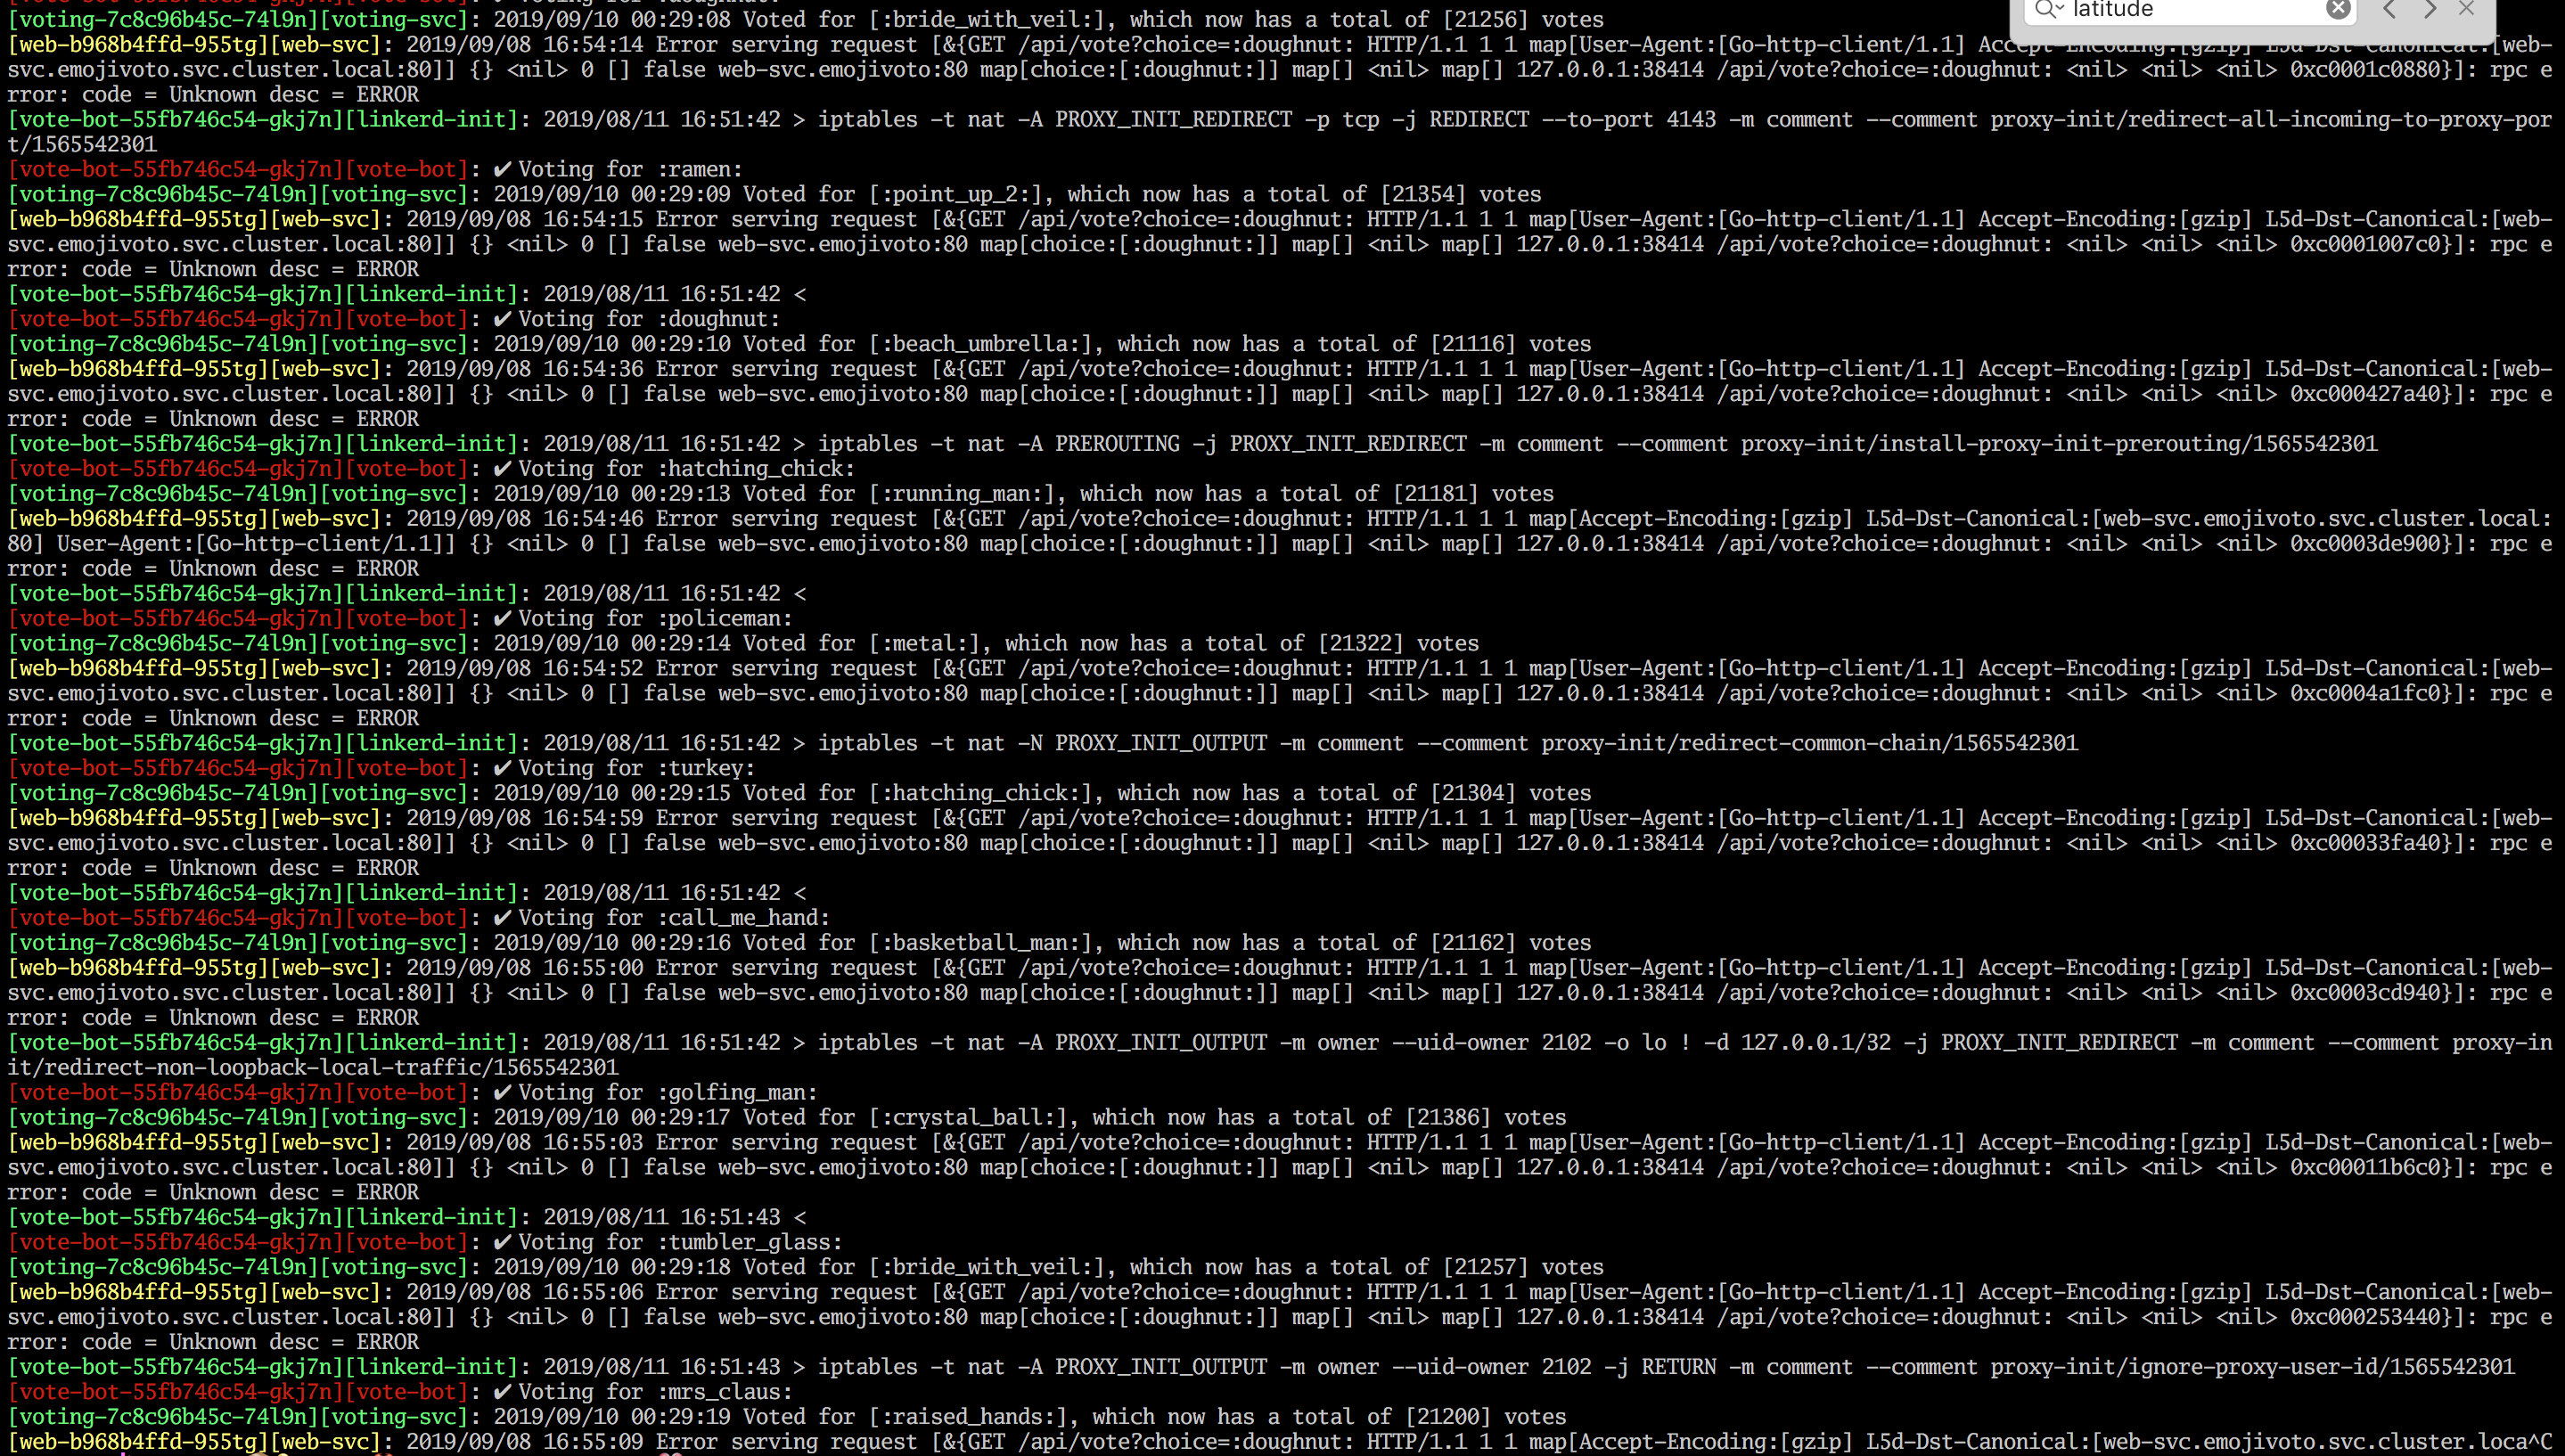 latitude
[voting-7c8c96b45c-74l9n][voting-svc]: 2019/09/10 00:29:08 Voted for [:bride_with_veil:], which now has a total of [21256] votes
[web-b968b4ffd-955tg][web-svc]: 2019/09/08 16:54:14 Error serving request [&{GET /api/vote?choice=:doughnut: HTTP/1.1 1 1 map[User-Agent:[Go-http-client/1.1] Accept-Encoding:[gzip] L5d-Dst-Canonical:[web-
svc.emojivoto.svc.cluster.local:80]] {} <nil> 0 [] false web-svc.emojivoto:80 map[choice:[:doughnut:]] map[] <nil> map[] 127.0.0.1:38414 /api/vote?choice=:doughnut: <nil> <nil> <nil> 0xc0001c0880}]: rpc e
rror: code = Unknown desc = ERROR
[vote-bot-55fb746c54-gkj7n][linkerd-init]: 2019/08/11 16:51:42 > iptables -t nat -A PROXY_INIT_REDIRECT -p tcp -j REDIRECT --to-port 4143 -m comment --comment proxy-init/redirect-all-incoming-to-proxy-por
t/1565542301
[vote-bot-55fb746c54-gkj7n][vote-bot]: ✔ Voting for :ramen:
[voting-7c8c96b45c-74l9n][voting-svc]: 2019/09/10 00:29:09 Voted for [:point_up_2:], which now has a total of [21354] votes
[web-b968b4ffd-955tg][web-svc]: 2019/09/08 16:54:15 Error serving request [&{GET /api/vote?choice=:doughnut: HTTP/1.1 1 1 map[User-Agent:[Go-http-client/1.1] Accept-Encoding:[gzip] L5d-Dst-Canonical:[web-
svc.emojivoto.svc.cluster.local:80]] {} <nil> 0 [] false web-svc.emojivoto:80 map[choice:[:doughnut:]] map[] <nil> map[] 127.0.0.1:38414 /api/vote?choice=:doughnut: <nil> <nil> <nil> 0xc0001007c0}]: rpc e
rror: code = Unknown desc = ERROR
[vote-bot-55fb746c54-gkj7n][linkerd-init]: 2019/08/11 16:51:42 <
[vote-bot-55fb746c54-gkj7n][vote-bot]: ✔ Voting for :doughnut:
[voting-7c8c96b45c-74l9n][voting-svc]: 2019/09/10 00:29:10 Voted for [:beach_umbrella:], which now has a total of [21116] votes
[web-b968b4ffd-955tg][web-svc]: 2019/09/08 16:54:36 Error serving request [&{GET /api/vote?choice=:doughnut: HTTP/1.1 1 1 map[User-Agent:[Go-http-client/1.1] Accept-Encoding:[gzip] L5d-Dst-Canonical:[web-
svc.emojivoto.svc.cluster.local:80]] {} <nil> 0 [] false web-svc.emojivoto:80 map[choice:[:doughnut:]] map[] <nil> map[] 127.0.0.1:38414 /api/vote?choice=:doughnut: <nil> <nil> <nil> 0xc000427a40}]: rpc e
rror: code = Unknown desc = ERROR
[vote-bot-55fb746c54-gkj7n][linkerd-init]: 2019/08/11 16:51:42 > iptables -t nat -A PREROUTING -j PROXY_INIT_REDIRECT -m comment --comment proxy-init/install-proxy-init-prerouting/1565542301
[vote-bot-55fb746c54-gkj7n][vote-bot]: ✔ Voting for :hatching_chick:
[voting-7c8c96b45c-74l9n][voting-svc]: 2019/09/10 00:29:13 Voted for [:running_man:], which now has a total of [21181] votes
[web-b968b4ffd-955tg][web-svc]: 2019/09/08 16:54:46 Error serving request [&{GET /api/vote?choice=:doughnut: HTTP/1.1 1 1 map[Accept-Encoding:[gzip] L5d-Dst-Canonical:[web-svc.emojivoto.svc.cluster.local:
80] User-Agent:[Go-http-client/1.1]] {} <nil> 0 [] false web-svc.emojivoto:80 map[choice:[:doughnut:]] map[] <nil> map[] 127.0.0.1:38414 /api/vote?choice=:doughnut: <nil> <nil> <nil> 0xc0003de900}]: rpc e
rror: code = Unknown desc = ERROR
[vote-bot-55fb746c54-gkj7n][linkerd-init]: 2019/08/11 16:51:42 <
[vote-bot-55fb746c54-gkj7n][vote-bot]: ✔ Voting for :policeman:
[voting-7c8c96b45c-74l9n][voting-svc]: 2019/09/10 00:29:14 Voted for [:metal:], which now has a total of [21322] votes
[web-b968b4ffd-955tg][web-svc]: 2019/09/08 16:54:52 Error serving request [&{GET /api/vote?choice=:doughnut: HTTP/1.1 1 1 map[User-Agent:[Go-http-client/1.1] Accept-Encoding:[gzip] L5d-Dst-Canonical:[web-
svc.emojivoto.svc.cluster.local:80]] {} <nil> 0 [] false web-svc.emojivoto:80 map[choice:[:doughnut:]] map[] <nil> map[] 127.0.0.1:38414 /api/vote?choice=:doughnut: <nil> <nil> <nil> 0xc0004a1fc0}]: rpc e
rror: code = Unknown desc = ERROR
[vote-bot-55fb746c54-gkj7n][linkerd-init]: 2019/08/11 16:51:42 > iptables -t nat -N PROXY_INIT_OUTPUT -m comment --comment proxy-init/redirect-common-chain/1565542301
[vote-bot-55fb746c54-gkj7n][vote-bot]: ✔ Voting for :turkey:
[voting-7c8c96b45c-74l9n][voting-svc]: 2019/09/10 00:29:15 Voted for [:hatching_chick:], which now has a total of [21304] votes
[web-b968b4ffd-955tg][web-svc]: 2019/09/08 16:54:59 Error serving request [&{GET /api/vote?choice=:doughnut: HTTP/1.1 1 1 map[User-Agent:[Go-http-client/1.1] Accept-Encoding:[gzip] L5d-Dst-Canonical:[web-
svc.emojivoto.svc.cluster.local:80]] {} <nil> 0 [] false web-svc.emojivoto:80 map[choice:[:doughnut:]] map[] <nil> map[] 127.0.0.1:38414 /api/vote?choice=:doughnut: <nil> <nil> <nil> 0xc00033fa40}]: rpc e
rror: code = Unknown desc = ERROR
[vote-bot-55fb746c54-gkj7n][linkerd-init]: 2019/08/11 16:51:42 <
[vote-bot-55fb746c54-gkj7n][vote-bot]: ✔ Voting for :call_me_hand:
[voting-7c8c96b45c-74l9n][voting-svc]: 2019/09/10 00:29:16 Voted for [:basketball_man:], which now has a total of [21162] votes
[web-b968b4ffd-955tg][web-svc]: 2019/09/08 16:55:00 Error serving request [&{GET /api/vote?choice=:doughnut: HTTP/1.1 1 1 map[User-Agent:[Go-http-client/1.1] Accept-Encoding:[gzip] L5d-Dst-Canonical:[web-
svc.emojivoto.svc.cluster.local:80]] {} <nil> 0 [] false web-svc.emojivoto:80 map[choice:[:doughnut:]] map[] <nil> map[] 127.0.0.1:38414 /api/vote?choice=:doughnut: <nil> <nil> <nil> 0xc0003cd940}]: rpc e
rror: code = Unknown desc = ERROR
[vote-bot-55fb746c54-gkj7n][linkerd-init]: 2019/08/11 16:51:42 > iptables -t nat -A PROXY_INIT_OUTPUT -m owner --uid-owner 2102 -o lo ! -d 127.0.0.1/32 -j PROXY_INIT_REDIRECT -m comment --comment proxy-in
it/redirect-non-loopback-local-traffic/1565542301
[vote-bot-55fb746c54-gkj7n][vote-bot]: ✔ Voting for :golfing_man:
[voting-7c8c96b45c-74l9n][voting-svc]: 2019/09/10 00:29:17 Voted for [:crystal_ball:], which now has a total of [21386] votes
[web-b968b4ffd-955tg][web-svc]: 2019/09/08 16:55:03 Error serving request [&{GET /api/vote?choice=:doughnut: HTTP/1.1 1 1 map[User-Agent:[Go-http-client/1.1] Accept-Encoding:[gzip] L5d-Dst-Canonical:[web-
svc.emojivoto.svc.cluster.local:80]] {} <nil> 0 [] false web-svc.emojivoto:80 map[choice:[:doughnut:]] map[] <nil> map[] 127.0.0.1:38414 /api/vote?choice=:doughnut: <nil> <nil> <nil> 0xc00011b6c0}]: rpc e
rror: code = Unknown desc = ERROR
[vote-bot-55fb746c54-gkj7n][linkerd-init]: 2019/08/11 16:51:43 <
[vote-bot-55fb746c54-gkj7n][vote-bot]: ✔ Voting for :tumbler_glass:
[voting-7c8c96b45c-74l9n][voting-svc]: 2019/09/10 00:29:18 Voted for [:bride_with_veil:], which now has a total of [21257] votes
[web-b968b4ffd-955tg][web-svc]: 2019/09/08 16:55:06 Error serving request [&{GET /api/vote?choice=:doughnut: HTTP/1.1 1 1 map[User-Agent:[Go-http-client/1.1] Accept-Encoding:[gzip] L5d-Dst-Canonical:[web-
svc.emojivoto.svc.cluster.local:80]] {} <nil> 0 [] false web-svc.emojivoto:80 map[choice:[:doughnut:]] map[] <nil> map[] 127.0.0.1:38414 /api/vote?choice=:doughnut: <nil> <nil> <nil> 0xc000253440}]: rpc e
rror: code = Unknown desc = ERROR
[vote-bot-55fb746c54-gkj7n][linkerd-init]: 2019/08/11 16:51:43 > iptables -t nat -A PROXY_INIT_OUTPUT -m owner --uid-owner 2102 -j RETURN -m comment --comment proxy-init/ignore-proxy-user-id/1565542301
[vote-bot-55fb746c54-gkj7n][vote-bot]: ✔ Voting for :mrs_claus:
[voting-7c8c96b45c-74l9n][voting-svc]: 2019/09/10 00:29:19 Voted for [:raised_hands:], which now has a total of [21200] votes
[web-b968b4ffd-955tg][web-svc]: 2019/09/08 16:55:09 Error serving request [&{GET /api/vote?choice=:doughnut: HTTP/1.1 1 1 map[Accept-Encoding:[gzip] L5d-Dst-Canonical:[web-svc.emojivoto.svc.cluster.loca^C